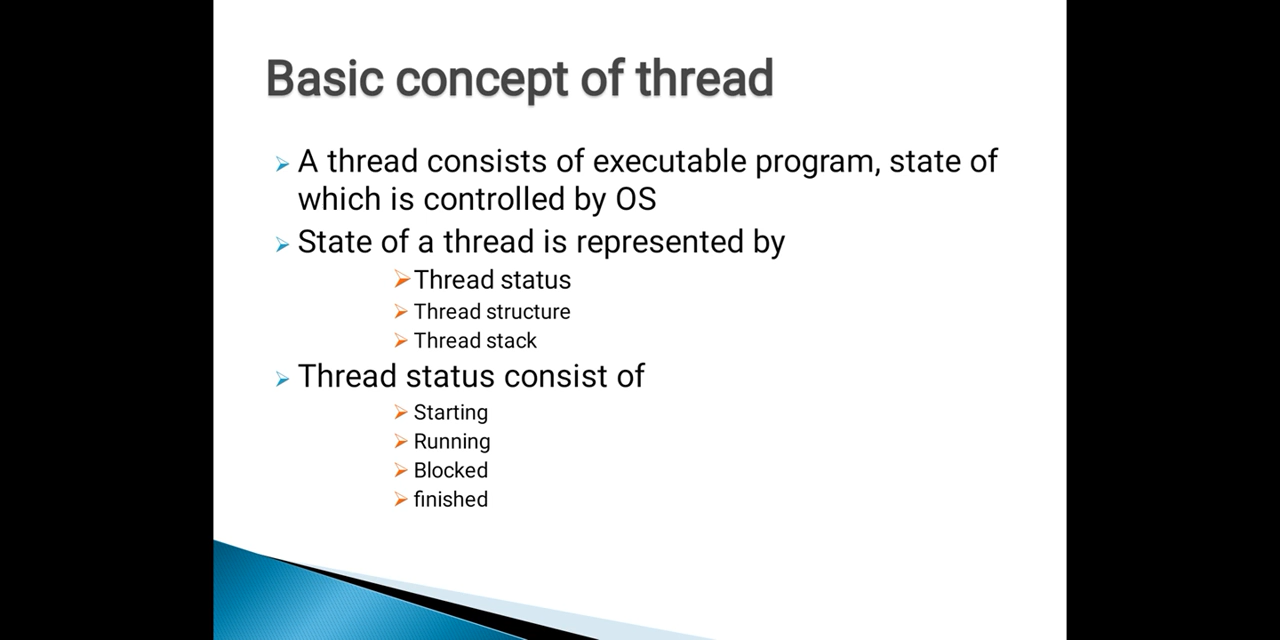 Basic concept of thread
A thread consists of executable program, state of
which is controlled by OS
State of a thread is represented by
Thread status
Thread structure
Thread stack
Thread status consist of
Starting
Running
Blocked
finished